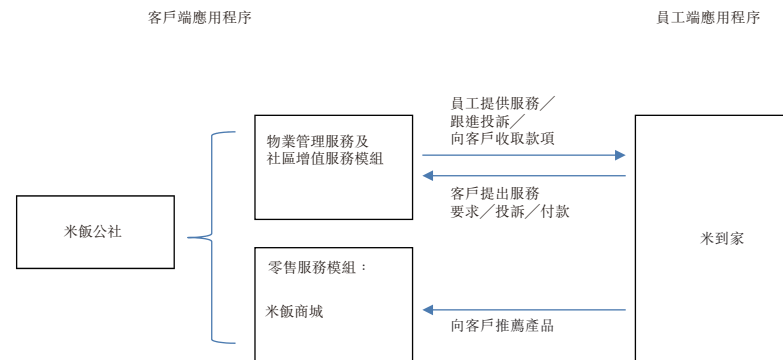 客戶端應用程序
員工端應用程序
員工提供服務／
跟進投訴／
向客戶收取款項
物業管理服務及
社區增值服務模組
客戶提出服務
要求／投訴／付款
米飯公社
米到家
零售服務模組：
米飯商城
向客戶推薦產品